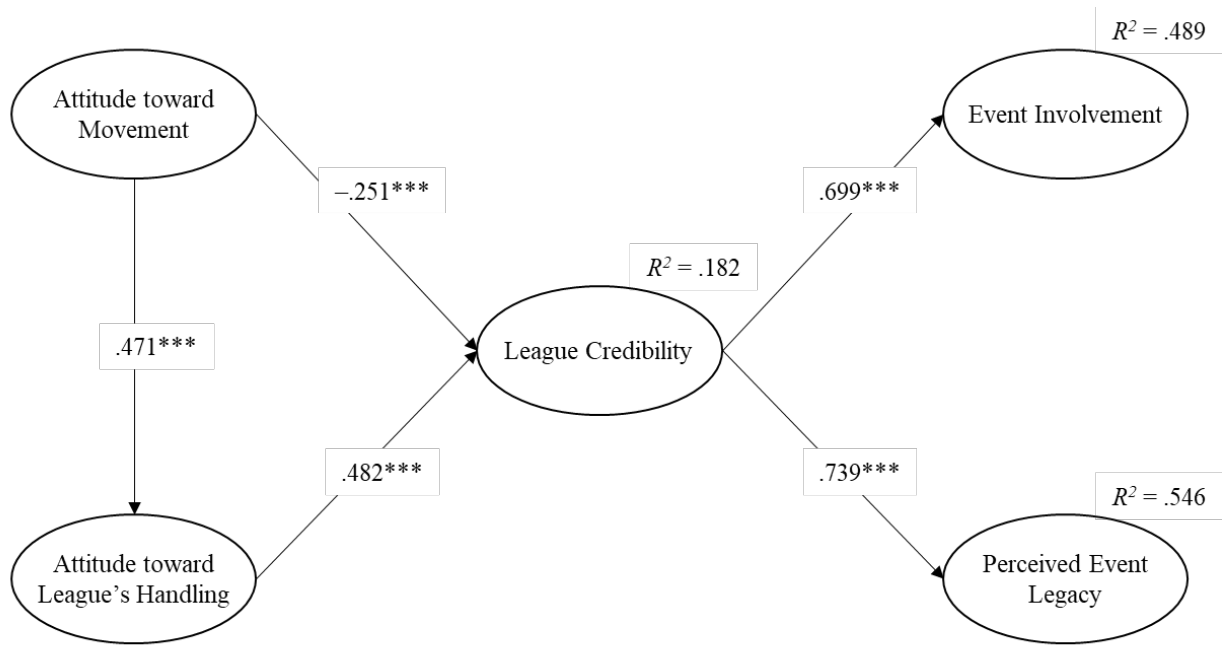 R² = .489
Attitude toward
Movement
Event Involvement
–.251***
.699***
R² = .182
.471***
League Credibility
.482***
.739***
R² = .546
Attitude toward
League’s Handling
Perceived Event
Legacy